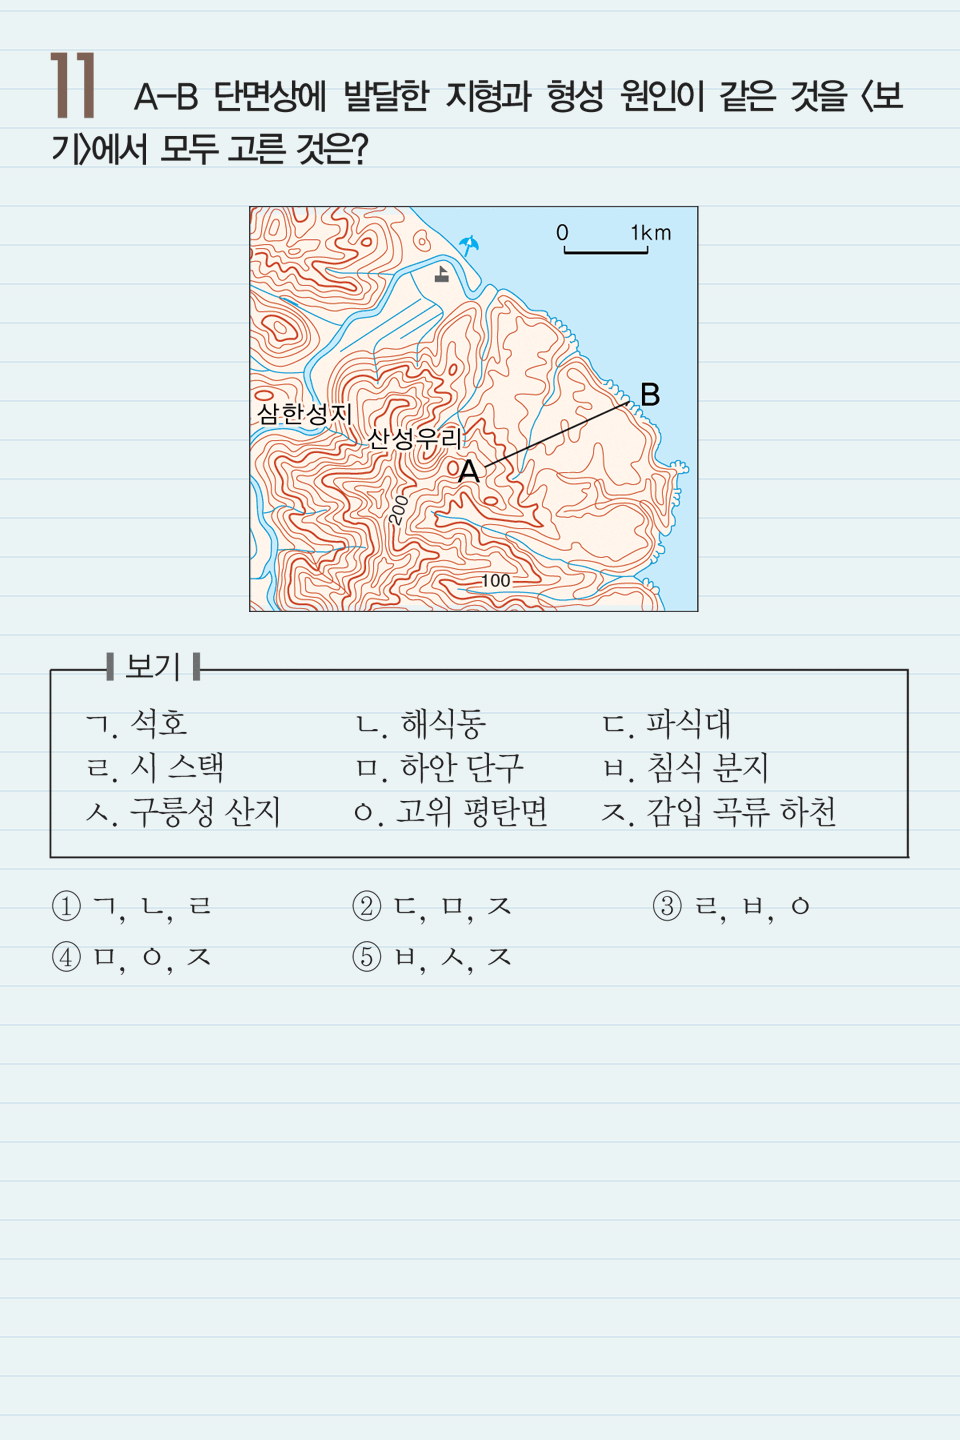 11 A-B 단면상에 발달한 지형과 형성 원인이 같은 것을 〈보
기〉에서 모두 고른 것은?
0 1km
B
삼한성지
산성우리
A
200
100
보기
ㄱ. 석호 ㄴ. 해식동 ㄷ. 파식대
ㄹ. 시 스택 ㅁ. 하안 단구 ㅂ. 침식 분지
ㅅ. 구릉성 산지 ㅇ. 고위 평탄면 ㅈ. 감입 곡류 하천
① ㄱ, ㄴ, ㄹ ② ㄷ, ㅁ, ㅈ ③ ㄹ, ㅂ, ㅇ
④ ㅁ, ㅇ, ㅈ ⑤ ㅂ, ㅅ, ㅈ